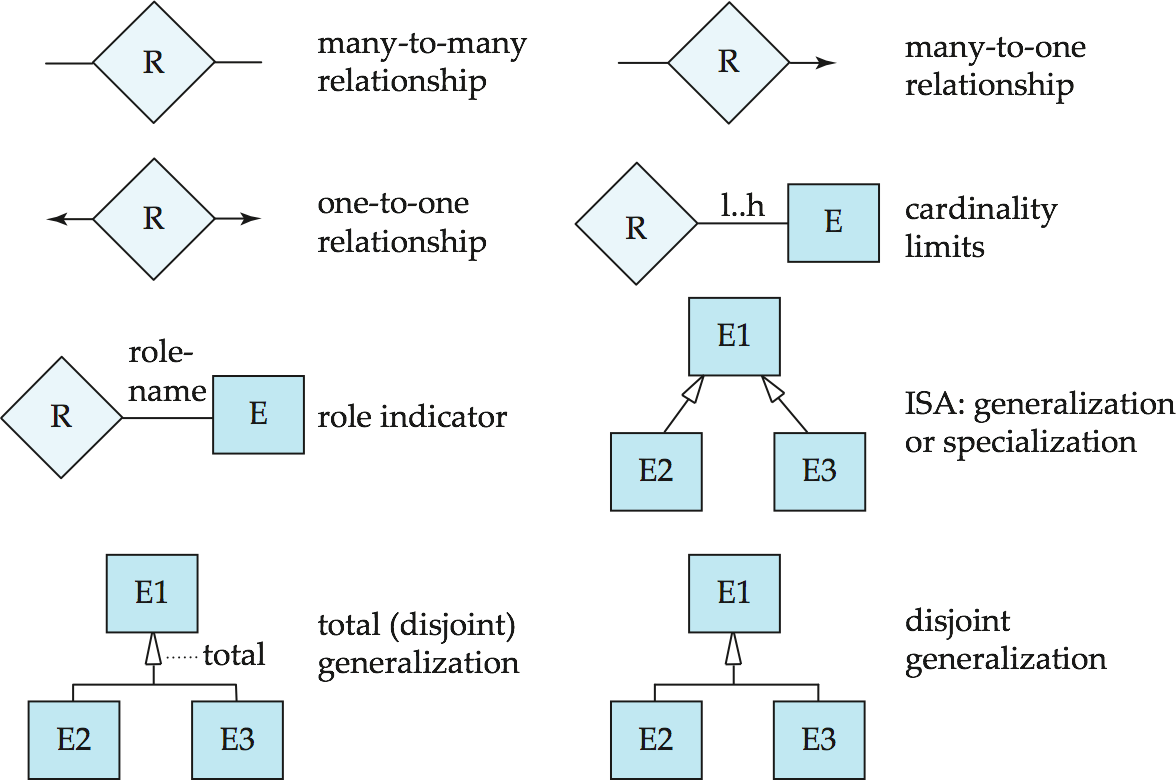 R
many-to-many
relationship
R
many-to-one
relationship
R
one-to-one
relationship
R
l..h
E
cardinality
limits
R
role-
name
E
role indicator
E1
E2
E3
ISA: generalization
or specialization
E1
total
E2
E3
total (disjoint)
generalization
E1
E2
E3
disjoint
generalization